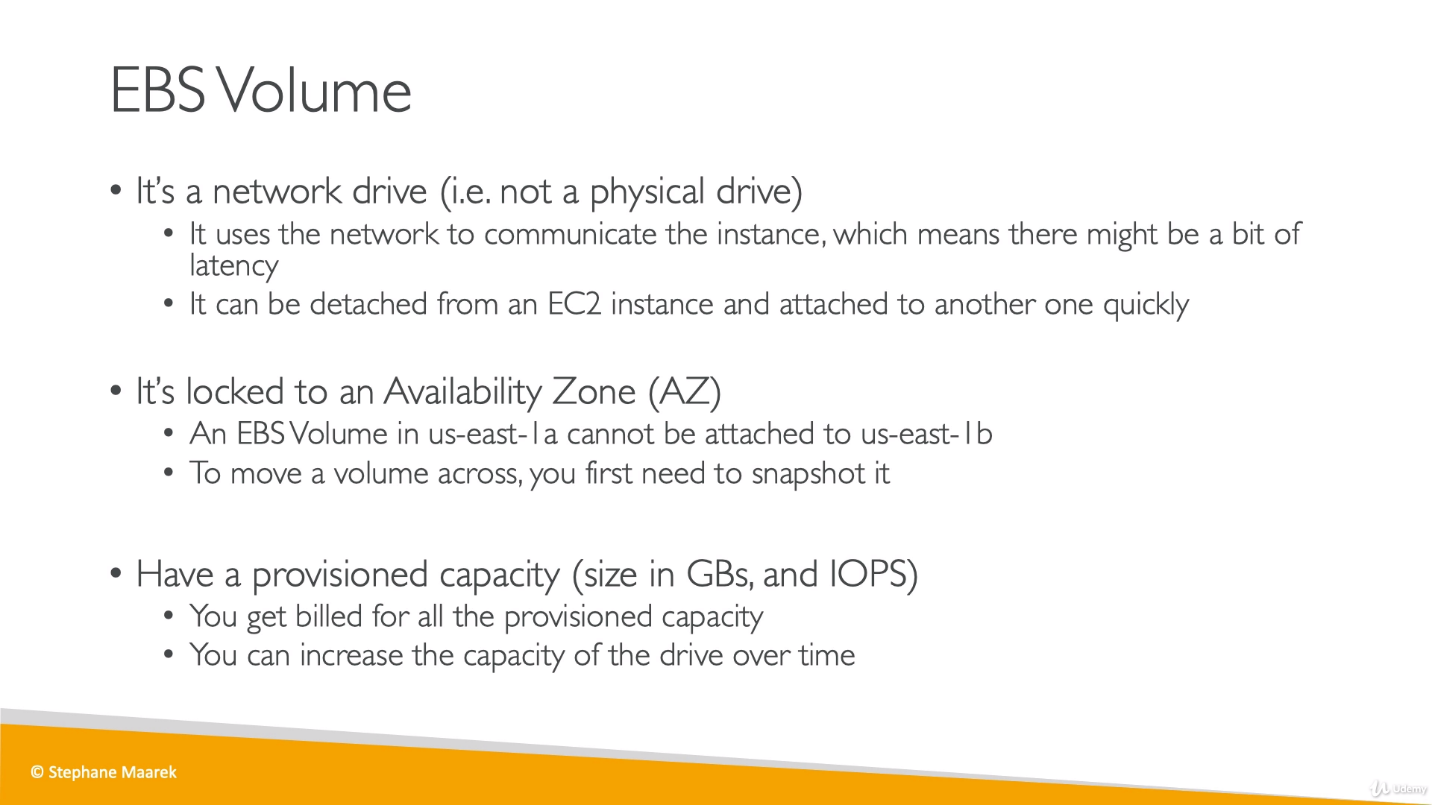 EBS Volume
• It's a network drive (i.e. not a physical drive)
• It uses the network to communicate the instance, which means there might be a bit of
latency
• It can be detached from an EC2 instance and attached to another one quickly
• It's locked to an Availability Zone (AZ)
• An EBS Volume in us-east-1a cannot be attached to us-east-1b
• To move a volume across, you first need to snapshot it
• Have a provisioned capacity (size in GBs, and IOPS)
• You get billed for all the provisioned capacity
• You can increase the capacity of the drive over time
© Stephane Maarek
Udemy